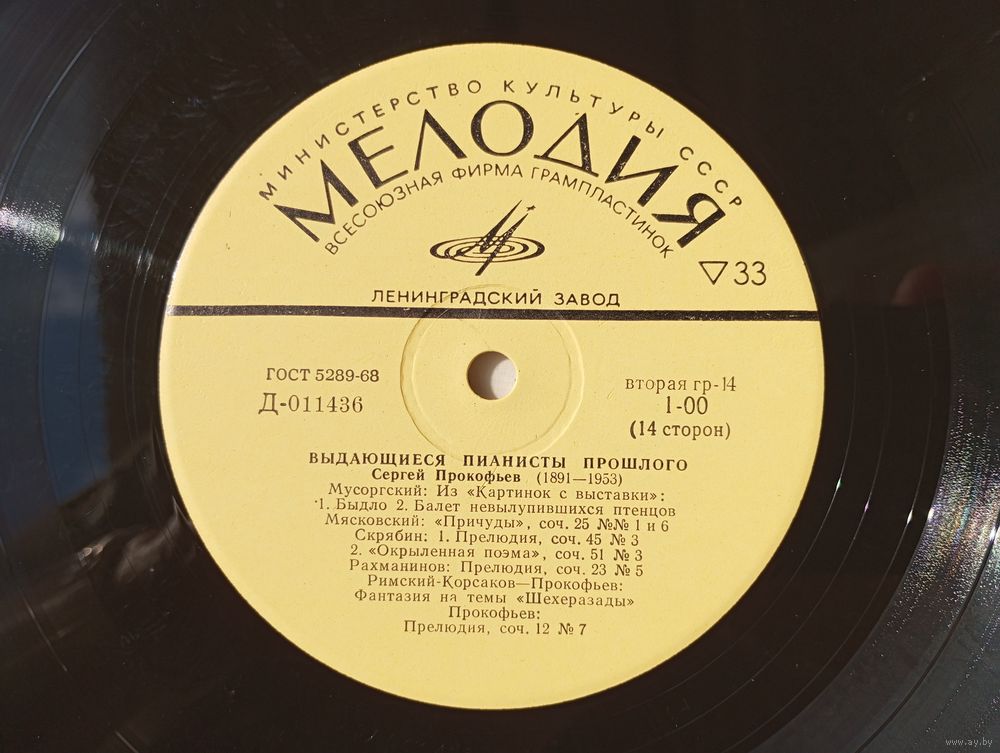 МИНИСТЕРСТВО КУЛЬТУРЫ СССР
МЕЛОДИЯ
ВСЕСОЮЗНАЯ ФИРМА ГРАМПЛАСТИНОК
▽33
ЛЕНИНГРАДСКИЙ ЗАВОД
ГОСТ 5289-68
Д-011436
вторая гр-14
1-00
(14 сторон)
ВЫДАЮЩИЕСЯ ПИАНИСТЫ ПРОШЛОГО
Сергей Прокофьев (1891—1953)
Мусоргский: Из «Картинок с выставки»:
1. Быдло 2. Балет невылупившихся птенцов
Мясковский: «Причуды», соч. 25 №№ 1 и 6
Скрябин: 1. Прелюдия, соч. 45 № 3
2. «Окрыленная поэма», соч. 51 № 3
Рахманинов: Прелюдия, соч. 23 № 5
Римский-Корсаков—Прокофьев:
Фантазия на темы «Шехеразады»
Прокофьев:
Прелюдия, соч. 12 № 7
www.ay.by